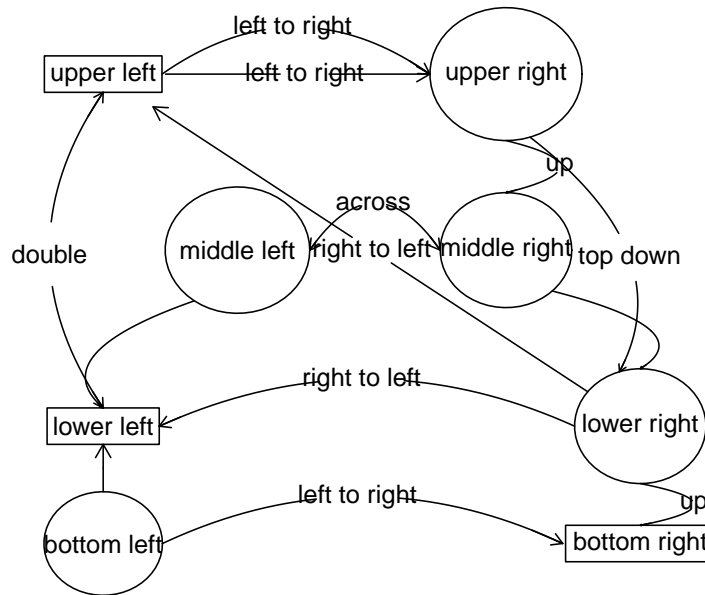 left to right
upper left
left to right
upper right
up
across
middle left
right to left
middle right
top down
double
right to left
lower left
lower right
left to right
up
bottom left
bottom right